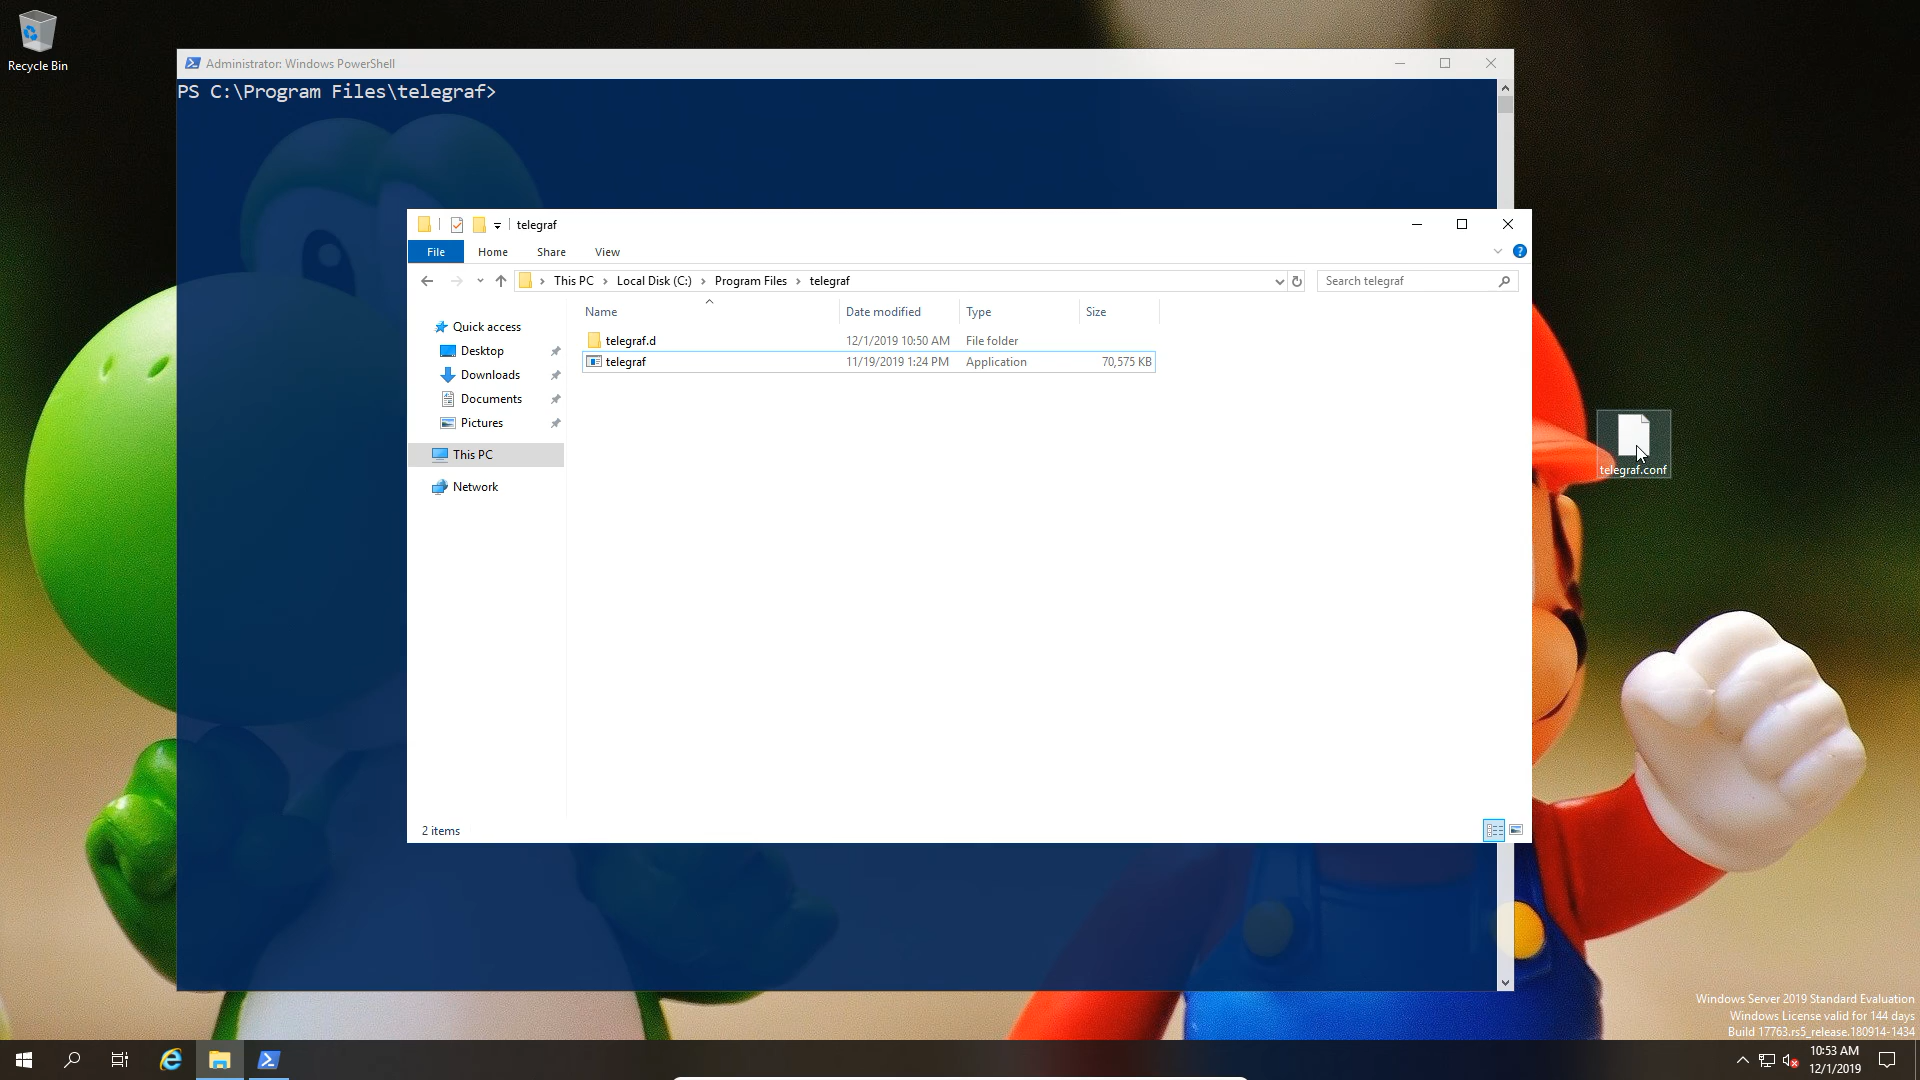 Recycle Bin
Administrator: Windows PowerShell
PS C:\Program Files\telegraf>
telegraf
File Home Share View
This PC Local Disk (C:) Program Files telegraf
Search telegraf
Name Date modified Type Size
Quick access
Desktop
Downloads
Documents
Pictures
This PC
Network
telegraf.d 12/1/2019 10:50 AM File folder
telegraf 11/19/2019 1:24 PM Application 70,575 KB
2 items
telegraf.conf
Windows Server 2019 Standard Evaluation
Windows License valid for 144 days
Build 17763.rs5_release.180914-1434
10:53 AM
12/1/2019